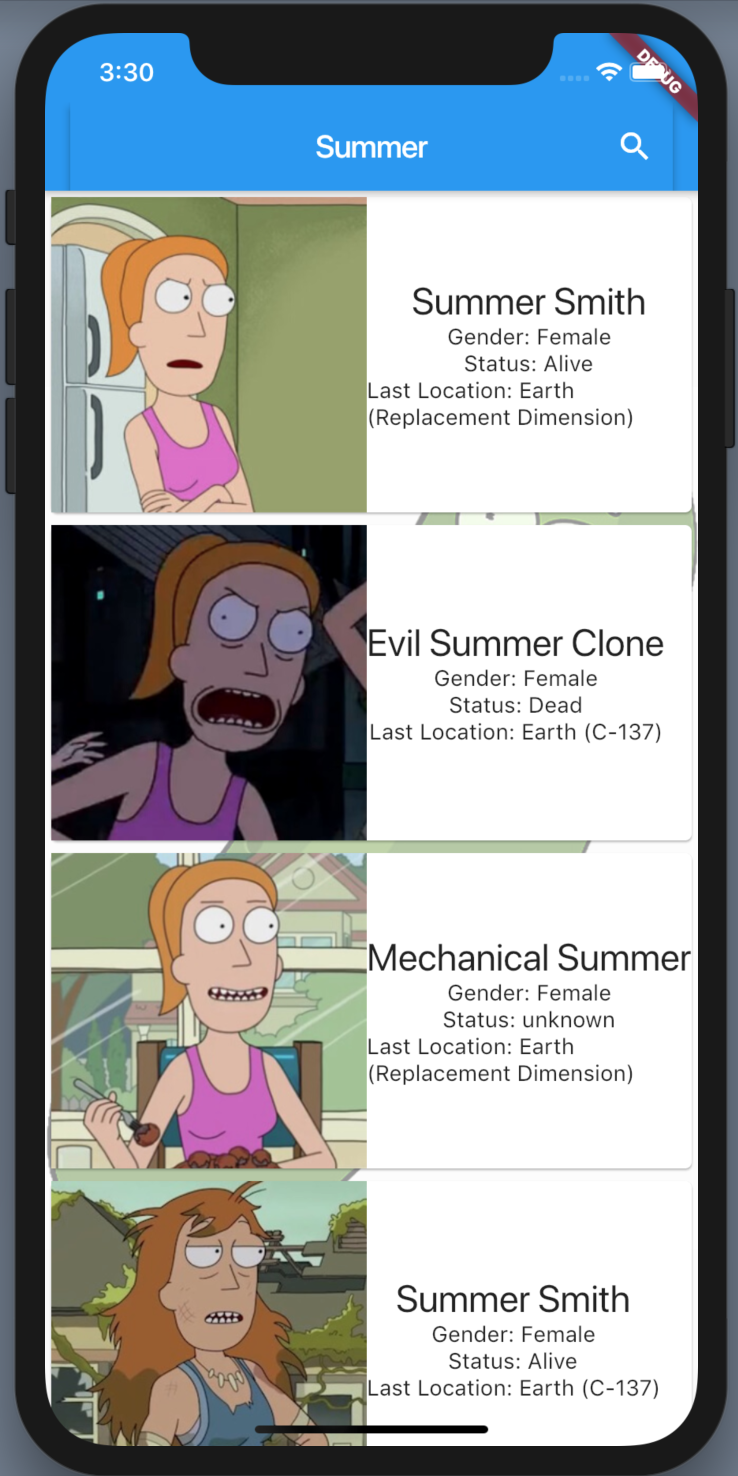 3:30
DEBUG
Summer
Summer Smith
Gender: Female
Status: Alive
Last Location: Earth
(Replacement Dimension)
Evil Summer Clone
Gender: Female
Status: Dead
Last Location: Earth (C-137)
Mechanical Summer
Gender: Female
Status: unknown
Last Location: Earth
(Replacement Dimension)
Summer Smith
Gender: Female
Status: Alive
Last Location: Earth (C-137)